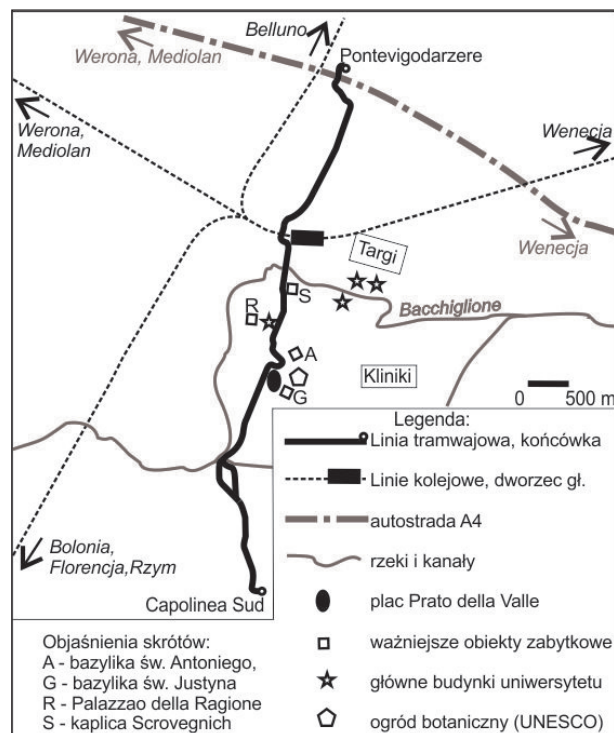 Belluno
Werona, Mediolan
Pontevigodarzere
Werona,
Mediolan
Wenecja
Targi
Wenecja
S
R
Bacchiglione
A
Kliniki
G
0 500 m
Legenda:
Linia tramwajowa, końcówka
Linie kolejowe, dworzec gł.
autostrada A4
rzeki i kanały
Bolonia,
Florencja,Rzym
plac Prato della Valle
Capolinea Sud
ważniejsze obiekty zabytkowe
Objaśnienia skrótów:
A - bazylika św. Antoniego,
G - bazylika św. Justyna
R - Palazzao della Ragione
S - kaplica Scrovegnich
główne budynki uniwersytetu
ogród botaniczny (UNESCO)